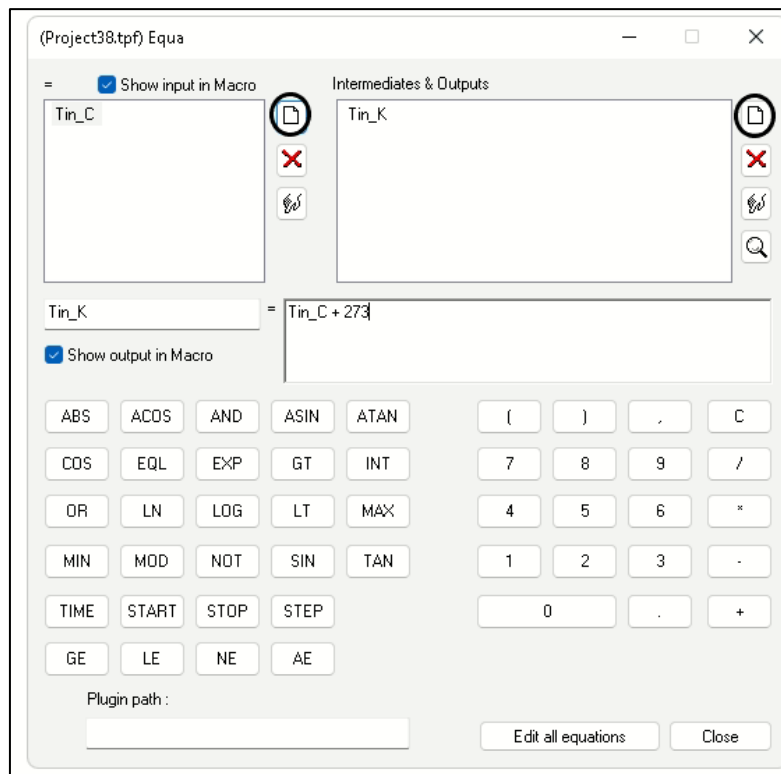 (Project38.tpf) Equa
= Show input in Macro Intermediates & Outputs
Tin_C Tin_K
Tin_K = Tin_C + 273
Show output in Macro
ABS ACOS AND ASIN ATAN ( ) , C
COS EQL EXP GT INT 7 8 9 /
OR LN LOG LT MAX 4 5 6 *
MIN MOD NOT SIN TAN 1 2 3 -
TIME START STOP STEP 0 . +
GE LE NE AE
Plugin path :
Edit all equations Close